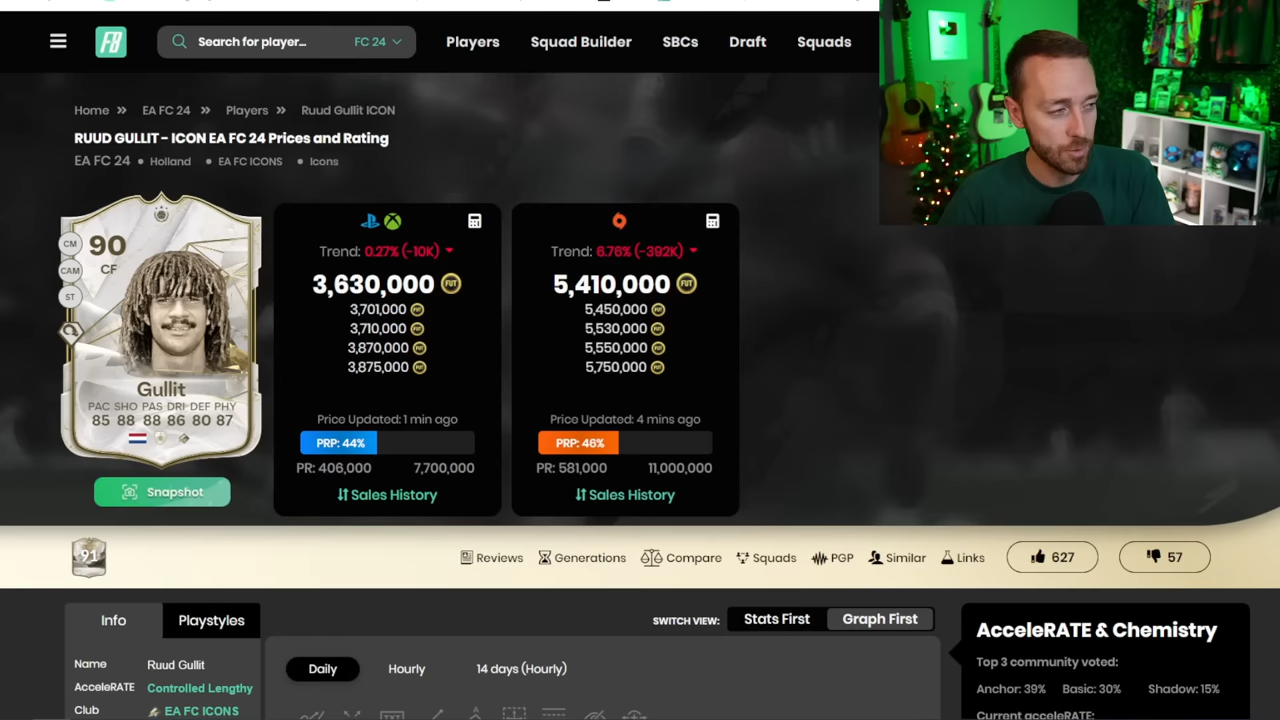 FB
Search for player...
FC 24
Players
Squad Builder
SBCs
Draft
Squads
Home » EA FC 24 » Players » Ruud Gullit ICON
RUUD GULLIT - ICON EA FC 24 Prices and Rating
EA FC 24 • Holland • EA FC ICONS • Icons
90
CF
CM
CAM
ST
Gullit
PAC SHO PAS DRI DEF PHY
85 88 88 86 80 87
Snapshot
Trend: 0.27% (-10K)
3,630,000
FUT
3,701,000
3,710,000
3,870,000
3,875,000
Price Updated: 1 min ago
PRP: 44%
PR: 406,000
7,700,000
Sales History
Trend: 6.76% (-392K)
5,410,000
FUT
5,450,000
5,530,000
5,550,000
5,750,000
Price Updated: 4 mins ago
PRP: 46%
PR: 581,000
11,000,000
Sales History
91
Reviews
Generations
Compare
Squads
PGP
Similar
Links
627
57
Info
Playstyles
SWITCH VIEW:
Stats First
Graph First
Name
Ruud Gullit
AcceleRATE
Controlled Lengthy
Club
EA FC ICONS
Daily
Hourly
14 days (Hourly)
TXT
AcceleRATE & Chemistry
Top 3 community voted:
Anchor: 39%
Basic: 30%
Shadow: 15%
Current acceleRATE: